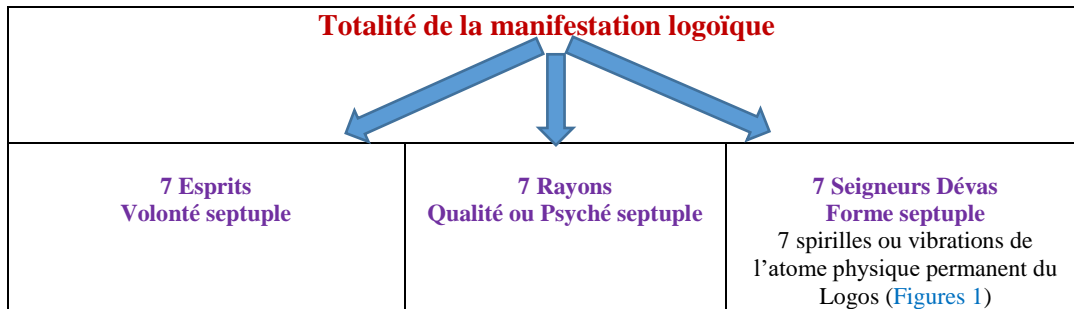 Totalité de la manifestation logoïque
7 Esprits
Volonté septuple
7 Rayons
Qualité ou Psyché septuple
7 Seigneurs Dévas
Forme septuple
7 spirilles ou vibrations de
l’atome physique permanent du
Logos (Figures 1)